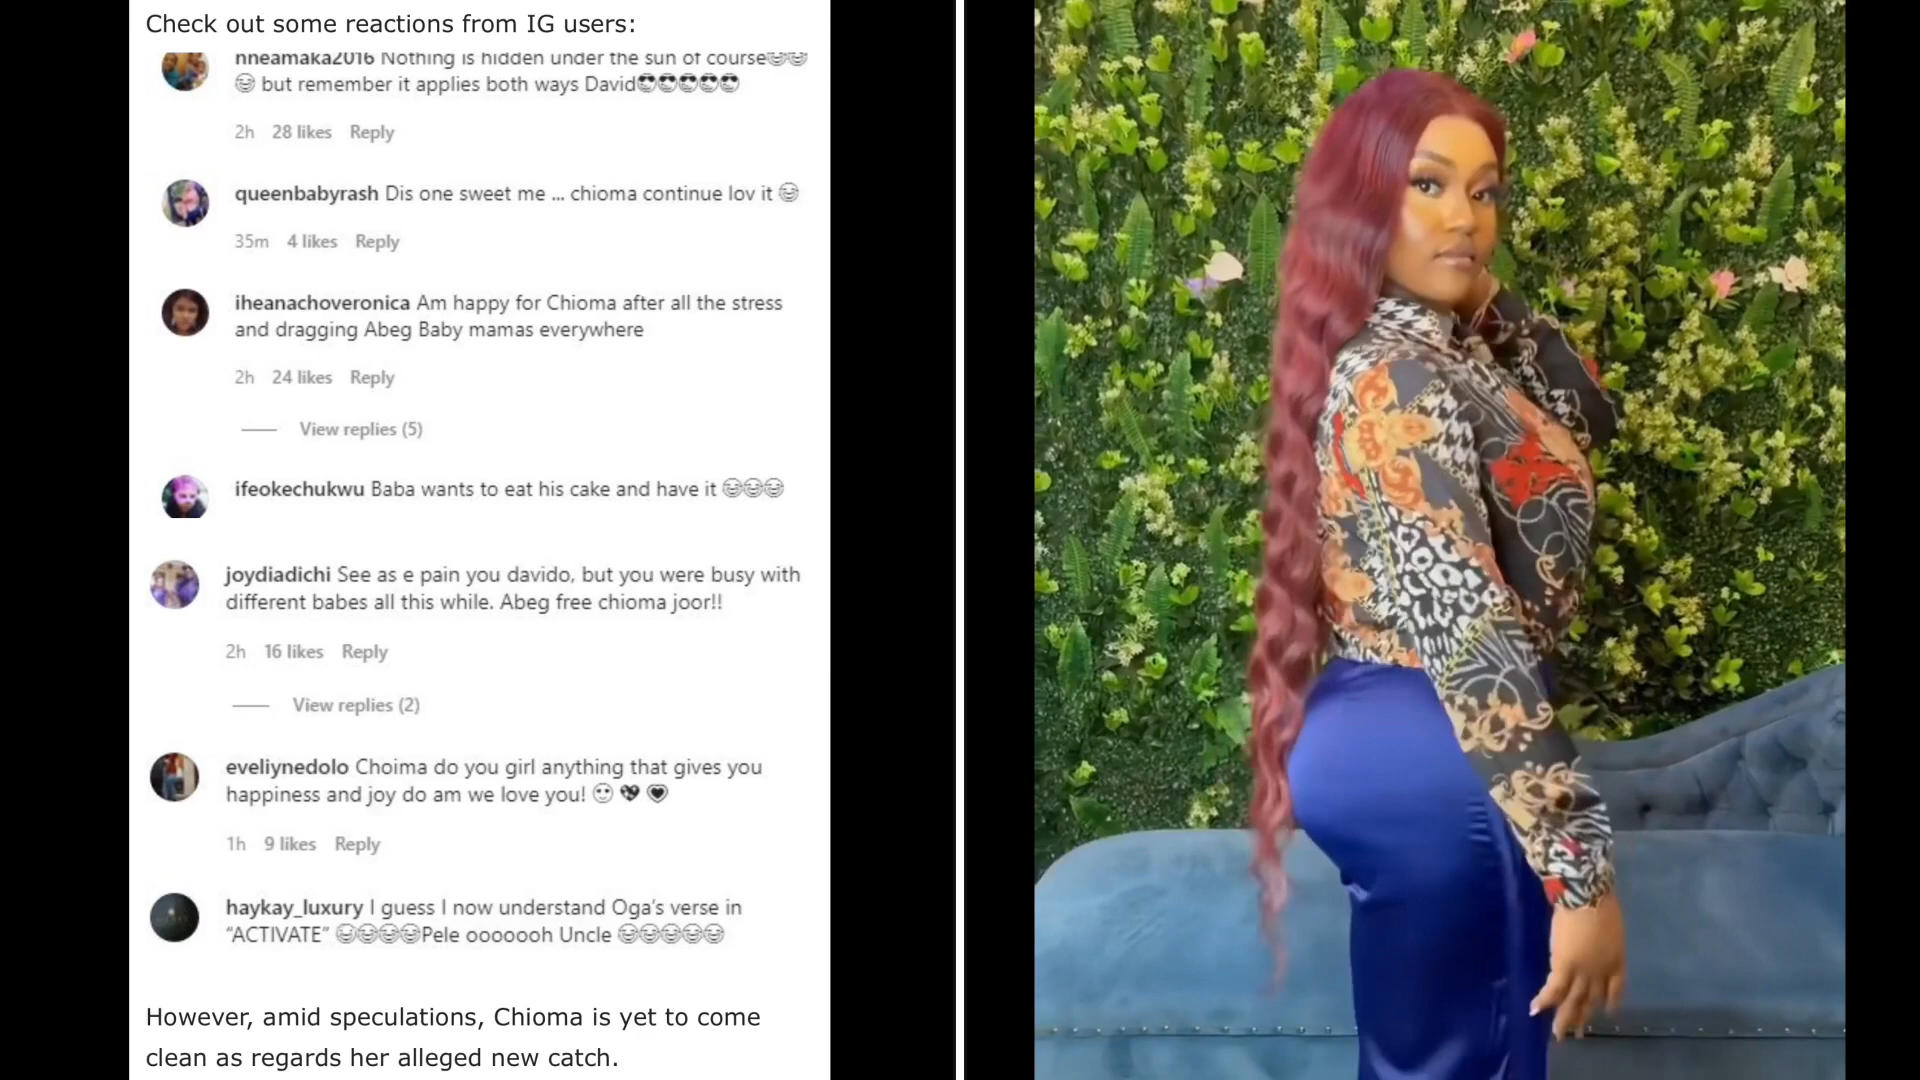 Check out some reactions from IG users:
nneamaka2016 Nothing is hidden under the sun of course😂😂
😂 but remember it applies both ways David😎😎😎😎😎
2h 28 likes Reply
queenbabyrash Dis one sweet me ... chioma continue lov it 😂
35m 4 likes Reply
iheanachoveronica Am happy for Chioma after all the stress
and dragging Abeg Baby mamas everywhere
2h 24 likes Reply
View replies (5)
ifeokechukwu Baba wants to eat his cake and have it 😂😂😂
joydiadichi See as e pain you davido, but you were busy with
different babes all this while. Abeg free chioma joor!!
2h 16 likes Reply
View replies (2)
eveliynedolo Choima do you girl anything that gives you
happiness and joy do am we love you! 😍 💖 💗
1h 9 likes Reply
haykay_luxury I guess I now understand Oga's verse in
"ACTIVATE" 😂😂😂😂Pele ooooooh Uncle 😂😂😂😂😂
However, amid speculations, Chioma is yet to come
clean as regards her alleged new catch.